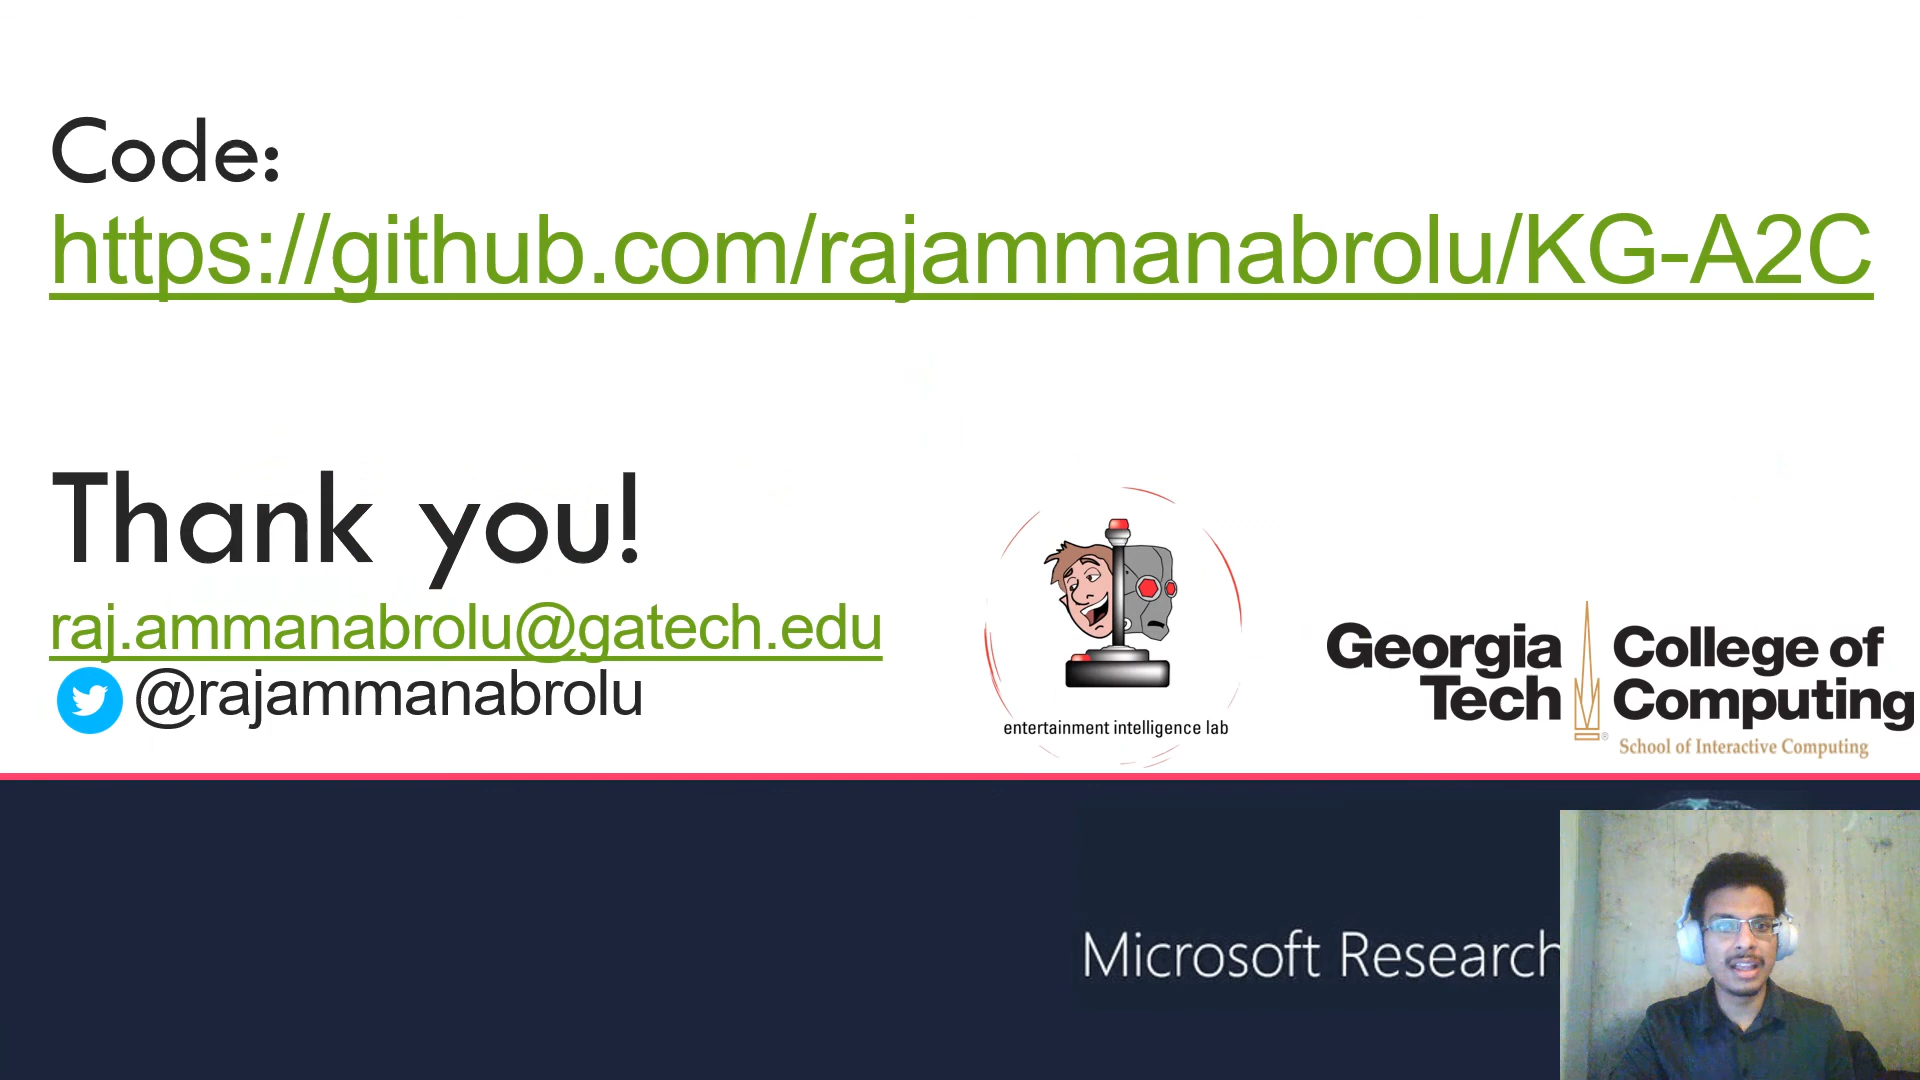 Code:
https://github.com/rajammanabrolu/KG-A2C
Thank you!
raj.ammanabrolu@gatech.edu
@rajammanabrolu
entertainment intelligence lab
Georgia Tech
College of Computing
School of Interactive Computing
Microsoft Research